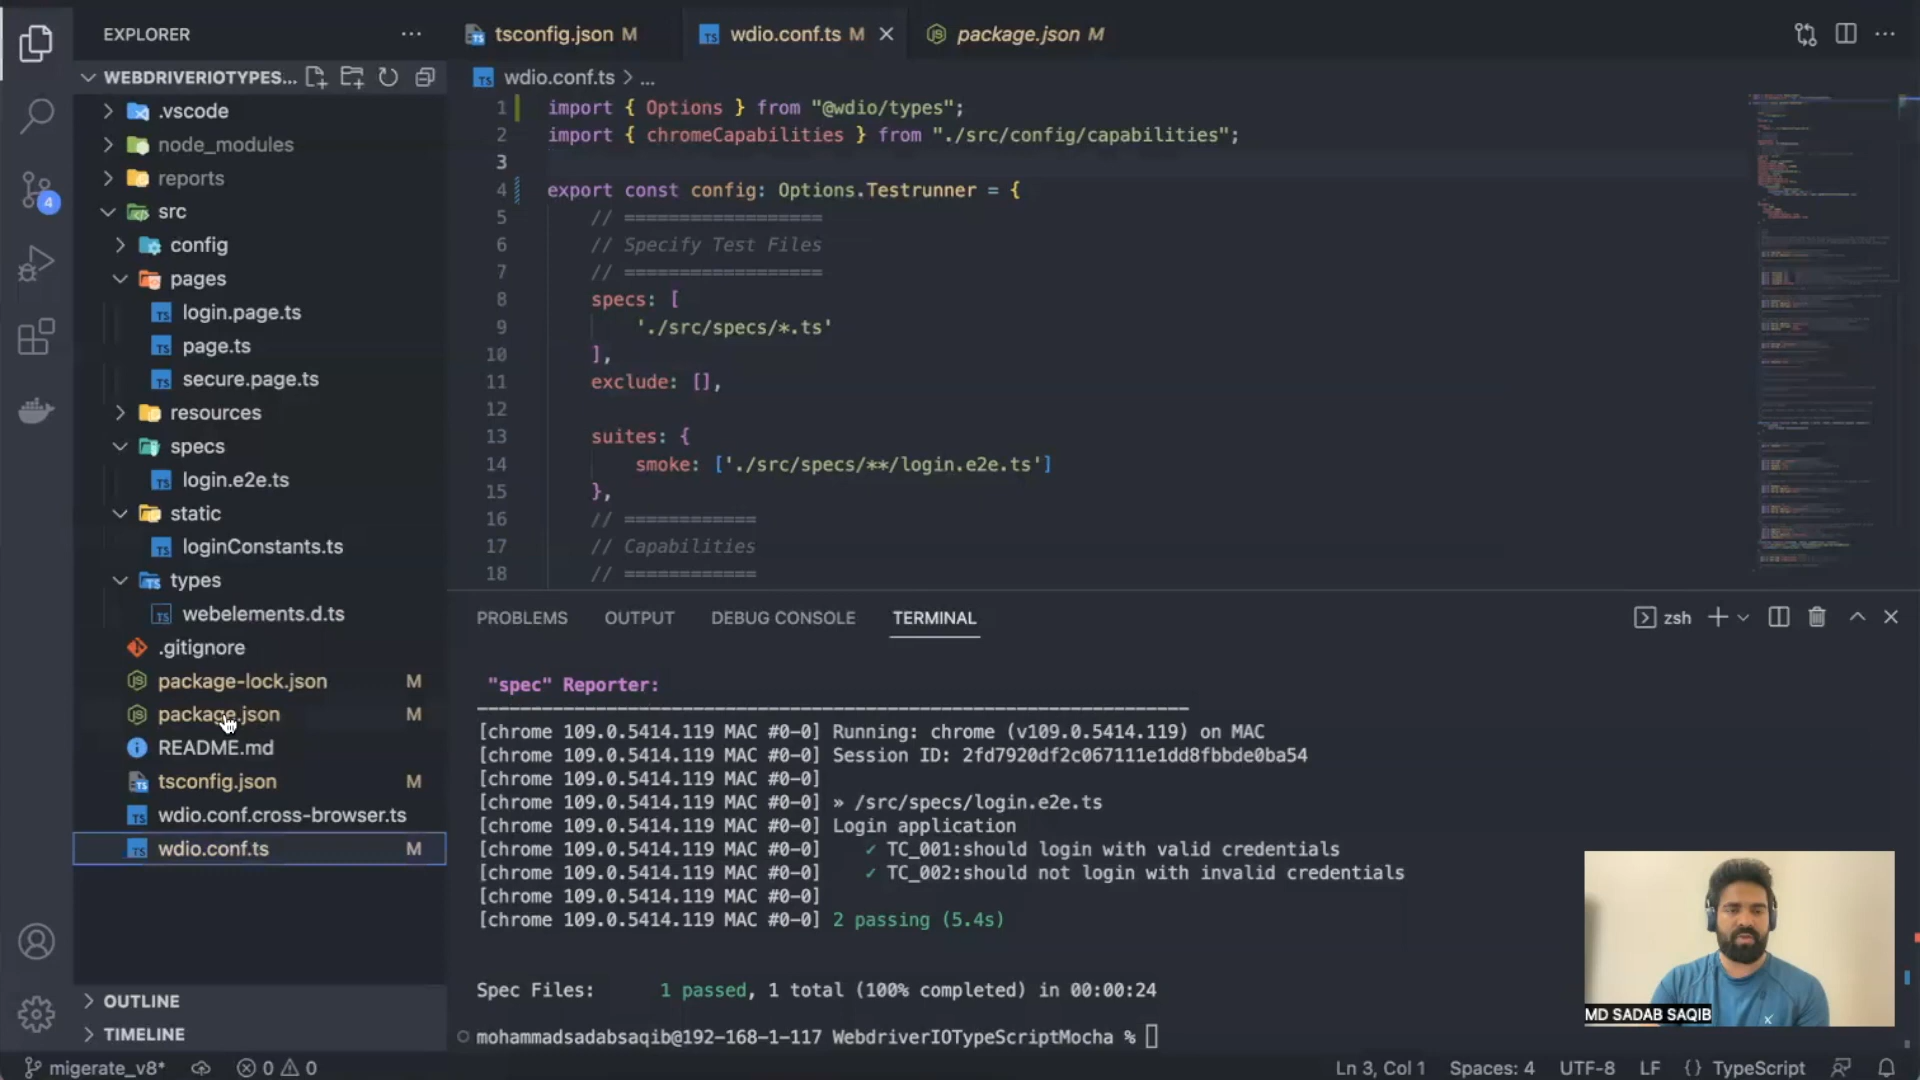 EXPLORER
WEBDRIVERIOTYPES...
.vscode
node_modules
reports
src
config
pages
login.page.ts
page.ts
secure.page.ts
resources
specs
login.e2e.ts
static
loginConstants.ts
types
webelements.d.ts
.gitignore
package-lock.json M
package.json M
README.md
tsconfig.json M
wdio.conf.cross-browser.ts
wdio.conf.ts M
OUTLINE
TIMELINE
4
tsconfig.json M
wdio.conf.ts M
package.json M
wdio.conf.ts > ...
1 import { Options } from "@wdio/types";
2 import { chromeCapabilities } from "./src/config/capabilities";
3
4 export const config: Options.Testrunner = {
5 // ==================
6 // Specify Test Files
7 // ==================
8 specs: [
9 './src/specs/*.ts'
10 ],
11 exclude: [],
12
13 suites: {
14 smoke: ['./src/specs/**/login.e2e.ts']
15 },
16 // ============
17 // Capabilities
18 // ============
PROBLEMS OUTPUT DEBUG CONSOLE TERMINAL
zsh
"spec" Reporter:
------------------------------------------------------------------
[chrome 109.0.5414.119 MAC #0-0] Running: chrome (v109.0.5414.119) on MAC
[chrome 109.0.5414.119 MAC #0-0] Session ID: 2fd7920df2c067111e1dd8fbbde0ba54
[chrome 109.0.5414.119 MAC #0-0]
[chrome 109.0.5414.119 MAC #0-0] » /src/specs/login.e2e.ts
[chrome 109.0.5414.119 MAC #0-0] Login application
[chrome 109.0.5414.119 MAC #0-0] ✓ TC_001:should login with valid credentials
[chrome 109.0.5414.119 MAC #0-0] ✓ TC_002:should not login with invalid credentials
[chrome 109.0.5414.119 MAC #0-0]
[chrome 109.0.5414.119 MAC #0-0] 2 passing (5.4s)
Spec Files: 1 passed, 1 total (100% completed) in 00:00:24
mohammadsadabsaqib@192-168-1-117 WebdriverIOTypeScriptMocha %
MD SADAB SAQIB
migerate_v8* 0 0 Ln 3, Col 1 Spaces: 4 UTF-8 LF {} TypeScript